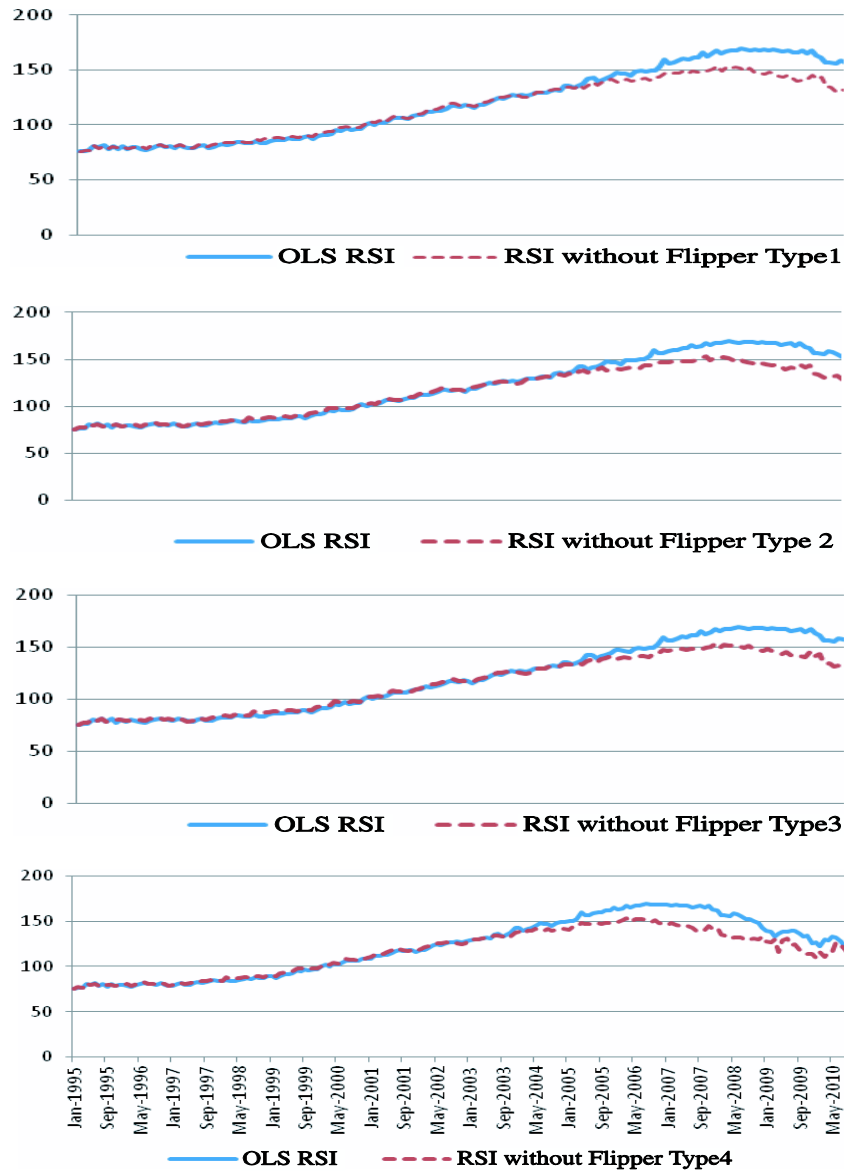 200
150
100
50
0
OLS RSI RSI without Flipper Type1
200
150
100
50
0
OLS RSI RSI without Flipper Type 2
200
150
100
50
0
OLS RSI RSI without Flipper Type3
200
150
100
50
0
Jan-1995
Sep-1995
May-1996
Jan-1997
Sep-1997
May-1998
Jan-1999
Sep-1999
May-2000
Jan-2001
Sep-2001
May-2002
Jan-2003
Sep-2003
May-2004
Jan-2005
Sep-2005
May-2006
Jan-2007
Sep-2007
May-2008
Jan-2009
Sep-2009
May-2010
OLS RSI RSI without Flipper Type4